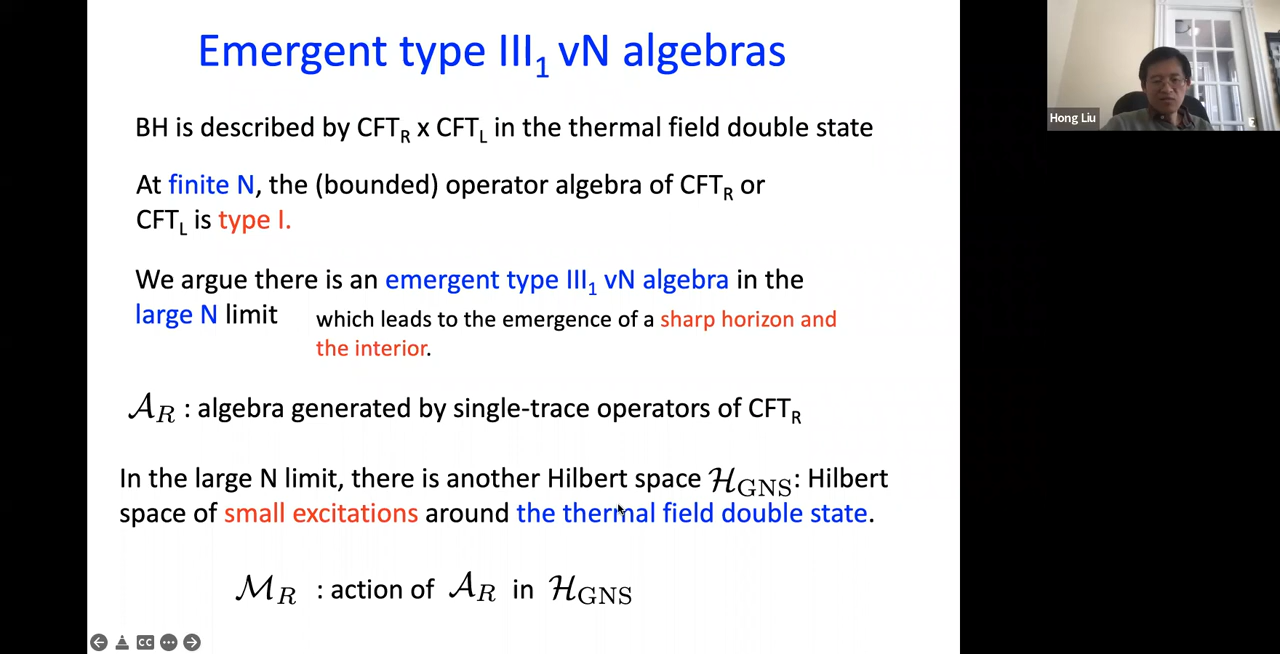 Emergent type III₁ vN algebras
BH is described by CFT_R x CFT_L in the thermal field double state
At finite N, the (bounded) operator algebra of CFT_R or
CFT_L is type I.
We argue there is an emergent type III₁ vN algebra in the
large N limit
which leads to the emergence of a sharp horizon and
the interior.
𝒜_R : algebra generated by single-trace operators of CFT_R
In the large N limit, there is another Hilbert space ℋ_GNS: Hilbert
space of small excitations around the thermal field double state.
ℳ_R : action of 𝒜_R in ℋ_GNS
CC
Hong Liu